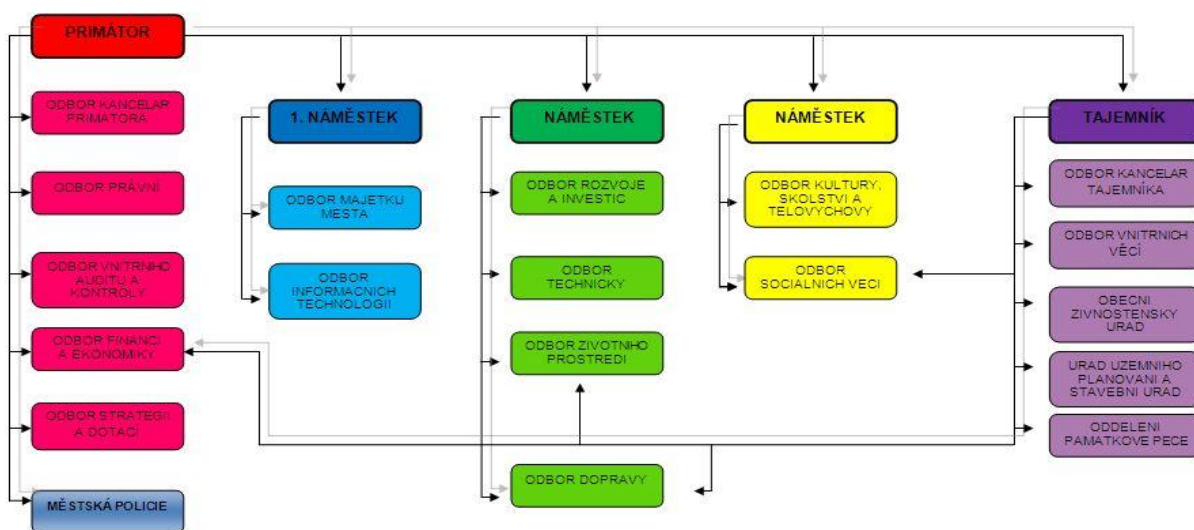 PRIMÁTOR
ODBOR KANCELAR
PRIMATORA
ODBOR PRÁVNI
ODBOR VNITRNIHO
AUDITU A
KONTROLY
ODBOR FINANCI
A EKONOMIKY
ODBOR STRATEGII
A DOTACÍ
MĚSTSKÁ POLICIE
1. NÁMĚSTEK
ODBOR MAJETKU
MESTA
ODBOR
INFORMACNICH
TECHNOLOGII
NÁMĚSTEK
ODBOR ROZVOJE
A INVESTIC
ODBOR
TECHNICKY
ODBOR ZIVOTNIHO
PROSTREDI
ODBOR DOPRAVY
NÁMĚSTEK
ODBOR KULTURY,
SKOLSTVI A
TELOVYCHOVY
ODBOR
SOCIALNICH VECI
TAJEMNÍK
ODBOR KANCELAR
TAJEMNÍKA
ODBOR VNITRNICH
VĚCÍ
OBECNI
ZIVNOSTENSKY
URAD
URAD UZEMNIHO
PLANOVANI A
STAVEBNI URAD
ODDELENI
PAMATKOVE PECE